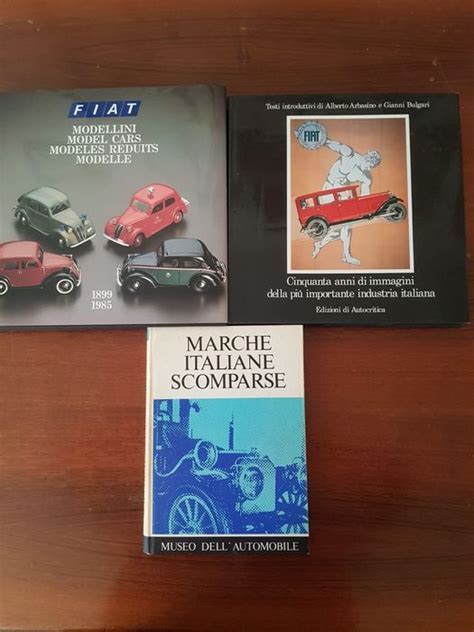 FIAT
MODELLINI
MODEL CARS
MODELES REDUITS
MODELLE
1899
1985
Testi introduttivi di Alberto Arbasino e Gianni Bulgari
FIAT
Cinquanta anni di immagini
della più importante industria italiana
Edizioni di Autocritica
MARCHE
ITALIANE
SCOMPARSE
MUSEO DELL'AUTOMOBILE